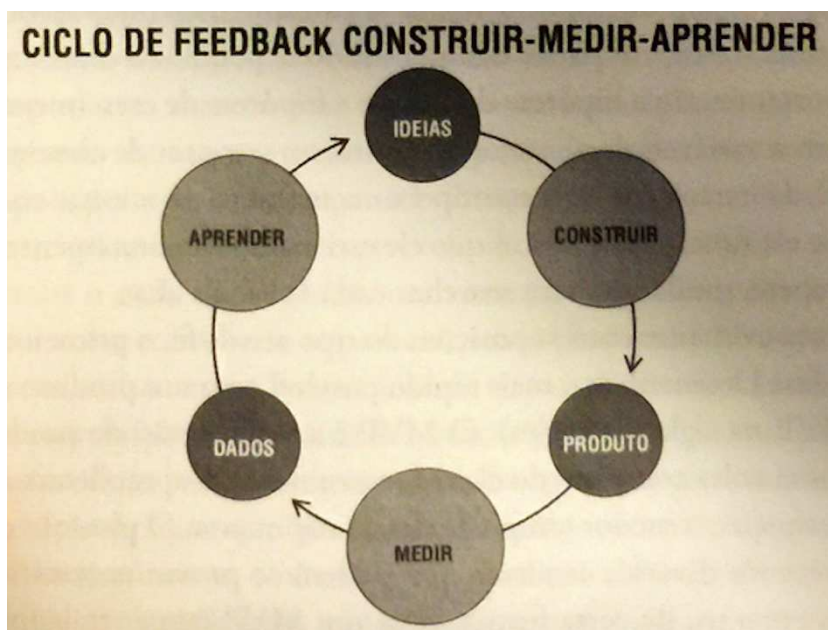 CICLO DE FEEDBACK CONSTRUIR-MEDIR-APRENDER
IDEIAS
CONSTRUIR
PRODUTO
MEDIR
DADOS
APRENDER